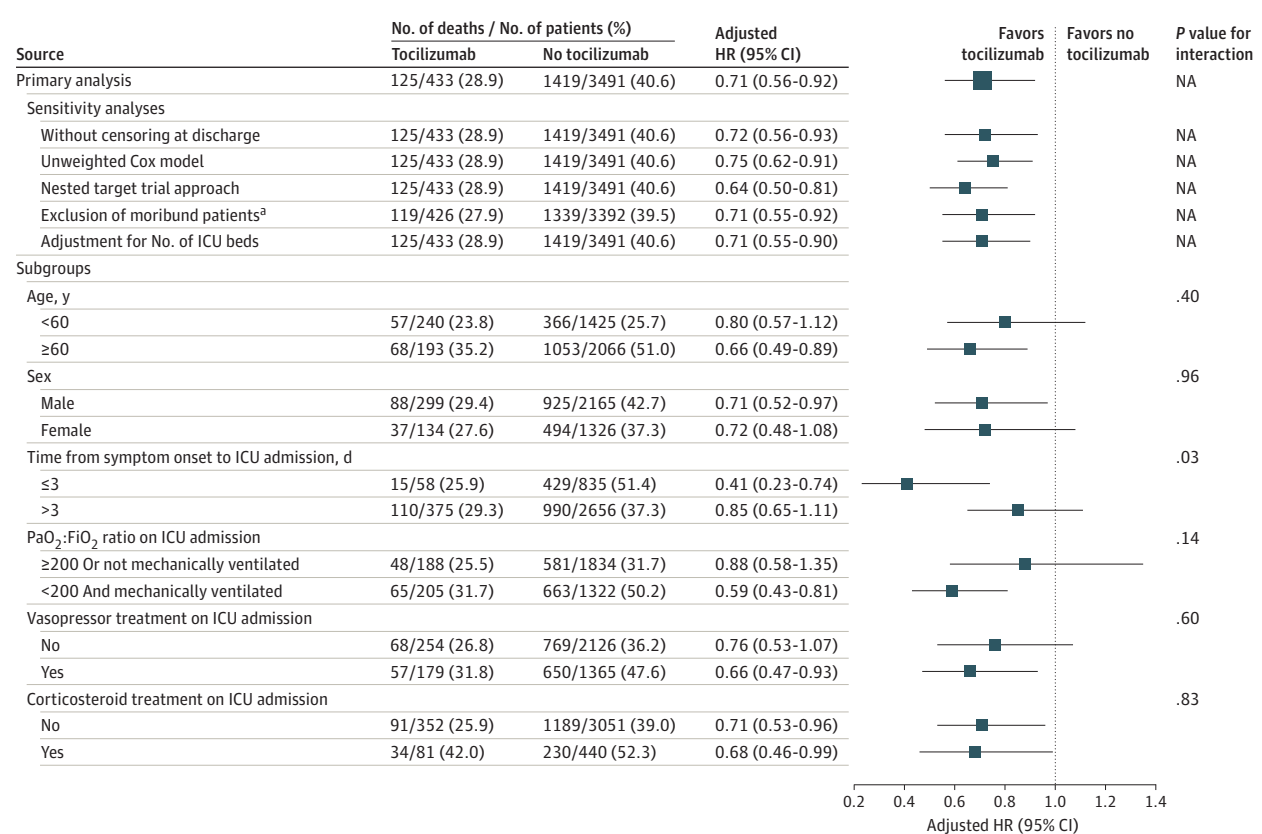 No. of deaths / No. of patients (%)
Source Tocilizumab No tocilizumab Adjusted HR (95% CI) Favors tocilizumab Favors no tocilizumab P value for interaction
Primary analysis 125/433 (28.9) 1419/3491 (40.6) 0.71 (0.56-0.92) NA
Sensitivity analyses
Without censoring at discharge 125/433 (28.9) 1419/3491 (40.6) 0.72 (0.56-0.93) NA
Unweighted Cox model 125/433 (28.9) 1419/3491 (40.6) 0.75 (0.62-0.91) NA
Nested target trial approach 125/433 (28.9) 1419/3491 (40.6) 0.64 (0.50-0.81) NA
Exclusion of moribund patientsᵃ 119/426 (27.9) 1339/3392 (39.5) 0.71 (0.55-0.92) NA
Adjustment for No. of ICU beds 125/433 (28.9) 1419/3491 (40.6) 0.71 (0.55-0.90) NA
Subgroups
Age, y .40
<60 57/240 (23.8) 366/1425 (25.7) 0.80 (0.57-1.12)
≥60 68/193 (35.2) 1053/2066 (51.0) 0.66 (0.49-0.89)
Sex .96
Male 88/299 (29.4) 925/2165 (42.7) 0.71 (0.52-0.97)
Female 37/134 (27.6) 494/1326 (37.3) 0.72 (0.48-1.08)
Time from symptom onset to ICU admission, d .03
≤3 15/58 (25.9) 429/835 (51.4) 0.41 (0.23-0.74)
>3 110/375 (29.3) 990/2656 (37.3) 0.85 (0.65-1.11)
PaO₂:FiO₂ ratio on ICU admission .14
≥200 Or not mechanically ventilated 48/188 (25.5) 581/1834 (31.7) 0.88 (0.58-1.35)
<200 And mechanically ventilated 65/205 (31.7) 663/1322 (50.2) 0.59 (0.43-0.81)
Vasopressor treatment on ICU admission .60
No 68/254 (26.8) 769/2126 (36.2) 0.76 (0.53-1.07)
Yes 57/179 (31.8) 650/1365 (47.6) 0.66 (0.47-0.93)
Corticosteroid treatment on ICU admission .83
No 91/352 (25.9) 1189/3051 (39.0) 0.71 (0.53-0.96)
Yes 34/81 (42.0) 230/440 (52.3) 0.68 (0.46-0.99)
0.2 0.4 0.6 0.8 1.0 1.2 1.4
Adjusted HR (95% CI)